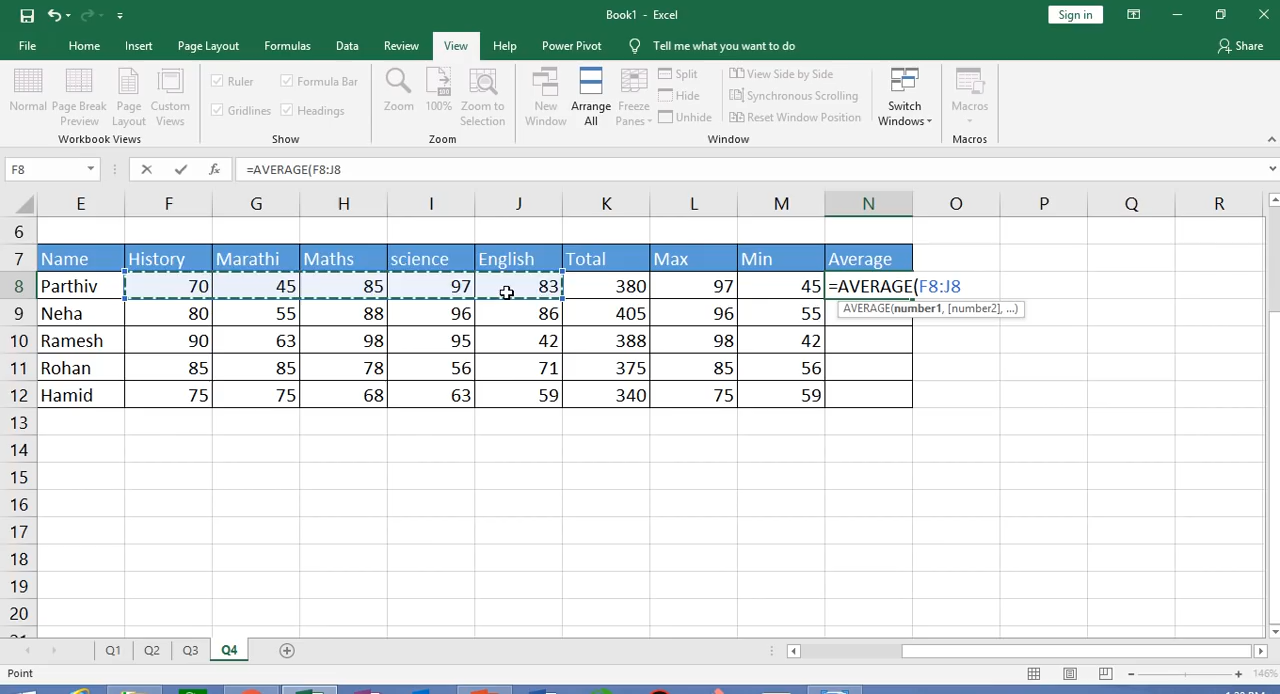 Book1 - Excel
Sign in
File Home Insert Page Layout Formulas Data Review View Help Power Pivot Tell me what you want to do Share
Normal
Page Break Preview
Page Layout
Custom Views
Ruler
Formula Bar
Gridlines
Headings
Zoom
100%
Zoom to Selection
New Window
Arrange All
Freeze Panes
Split
Hide
Unhide
View Side by Side
Synchronous Scrolling
Reset Window Position
Switch Windows
Macros
Workbook Views Show Zoom Window Macros
F8 fx =AVERAGE(F8:J8
E F G H I J K L M N O P Q R
6
7 Name History Marathi Maths science English Total Max Min Average
8 Parthiv 70 45 85 97 83 380 97 45 =AVERAGE(F8:J8
AVERAGE(number1, [number2], ...)
9 Neha 80 55 88 96 86 405 96 55
10 Ramesh 90 63 98 95 42 388 98 42
11 Rohan 85 85 78 56 71 375 85 56
12 Hamid 75 75 68 63 59 340 75 59
13
14
15
16
17
18
19
20
Q1 Q2 Q3 Q4
Point
146%